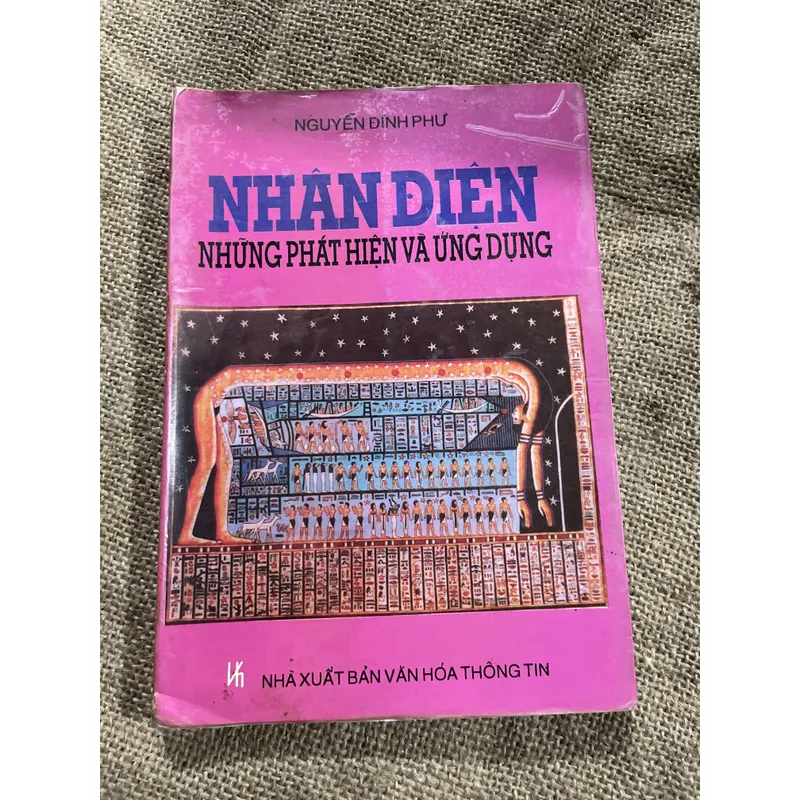 NGUYỄN ĐÌNH PHƯ
NHÂN ĐIỆN
NHỮNG PHÁT HIỆN VÀ ỨNG DỤNG
NHÀ XUẤT BẢN VĂN HÓA THÔNG TIN